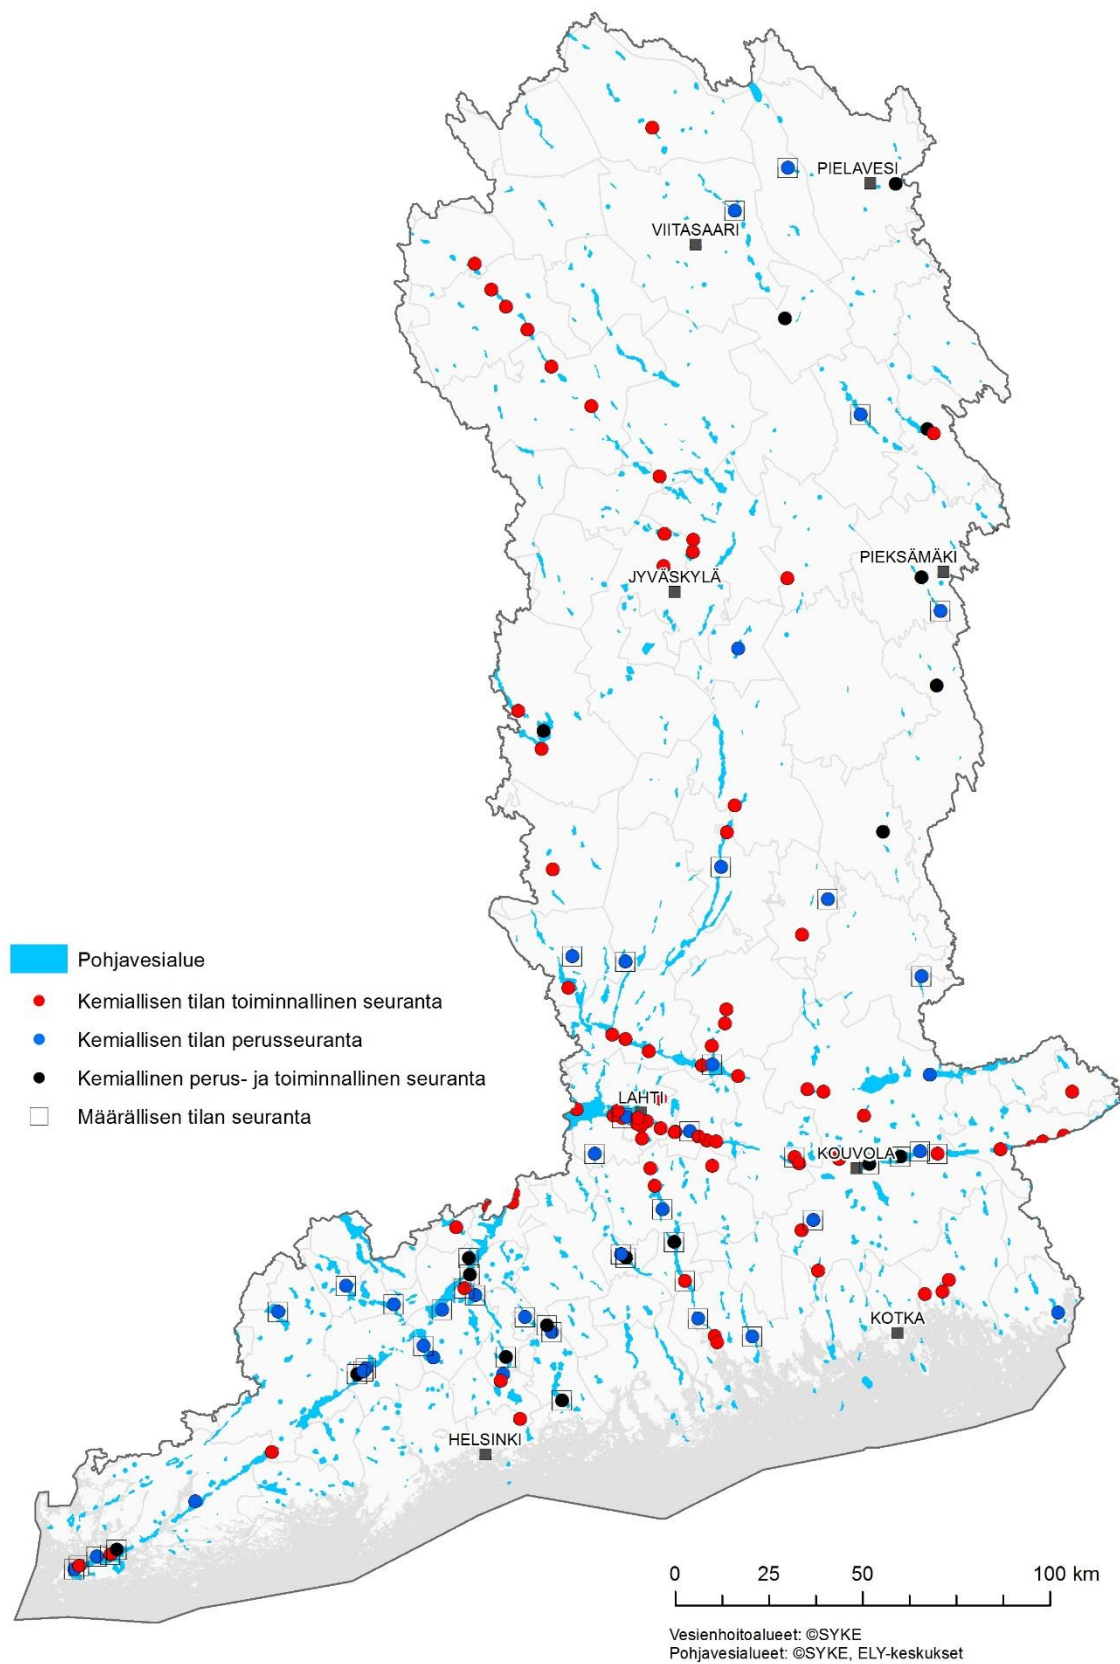 PIELAVESI
VIITASAARI
PIEKSÄMÄKI
JYVÄSKYLÄ
Pohjavesialue
Kemiallisen tilan toiminnallinen seuranta
Kemiallisen tilan perusseuranta
Kemiallinen perus- ja toiminnallinen seuranta
Määrällisen tilan seuranta
LAHTI
KOUVOLA
KOTKA
HELSINKI
0 25 50 100 km
Vesienhoitoalueet: ©SYKE
Pohjavesialueet: ©SYKE, ELY-keskukset